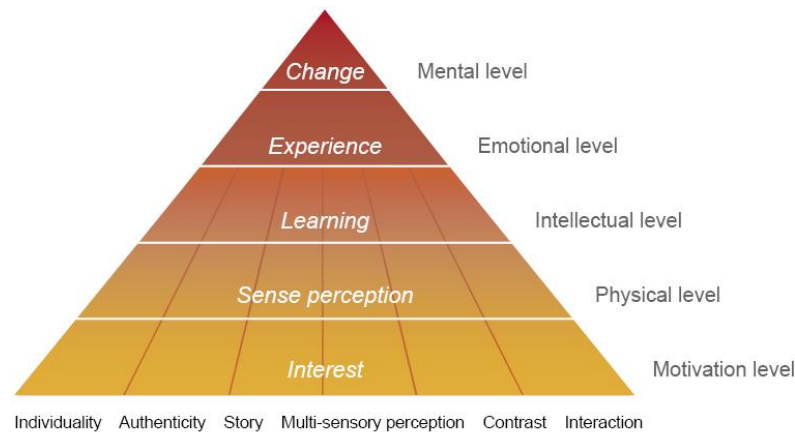 Change Mental level
Experience Emotional level
Learning Intellectual level
Sense perception Physical level
Interest Motivation level
Individuality Authenticity Story Multi-sensory perception Contrast Interaction